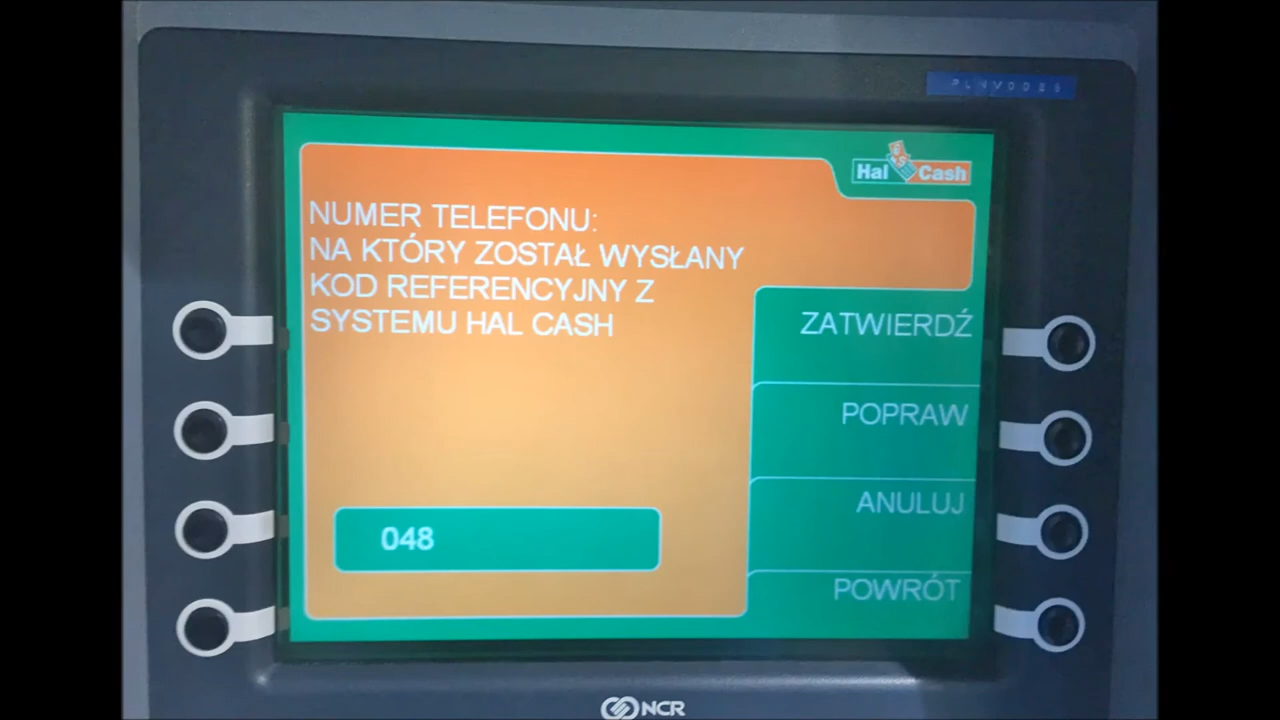 PLNV0026
Hal Cash
NUMER TELEFONU:
NA KTÓRY ZOSTAŁ WYSŁANY
KOD REFERENCYJNY Z
SYSTEMU HAL CASH
ZATWIERDŹ
POPRAW
ANULUJ
048
POWRÓT
NCR